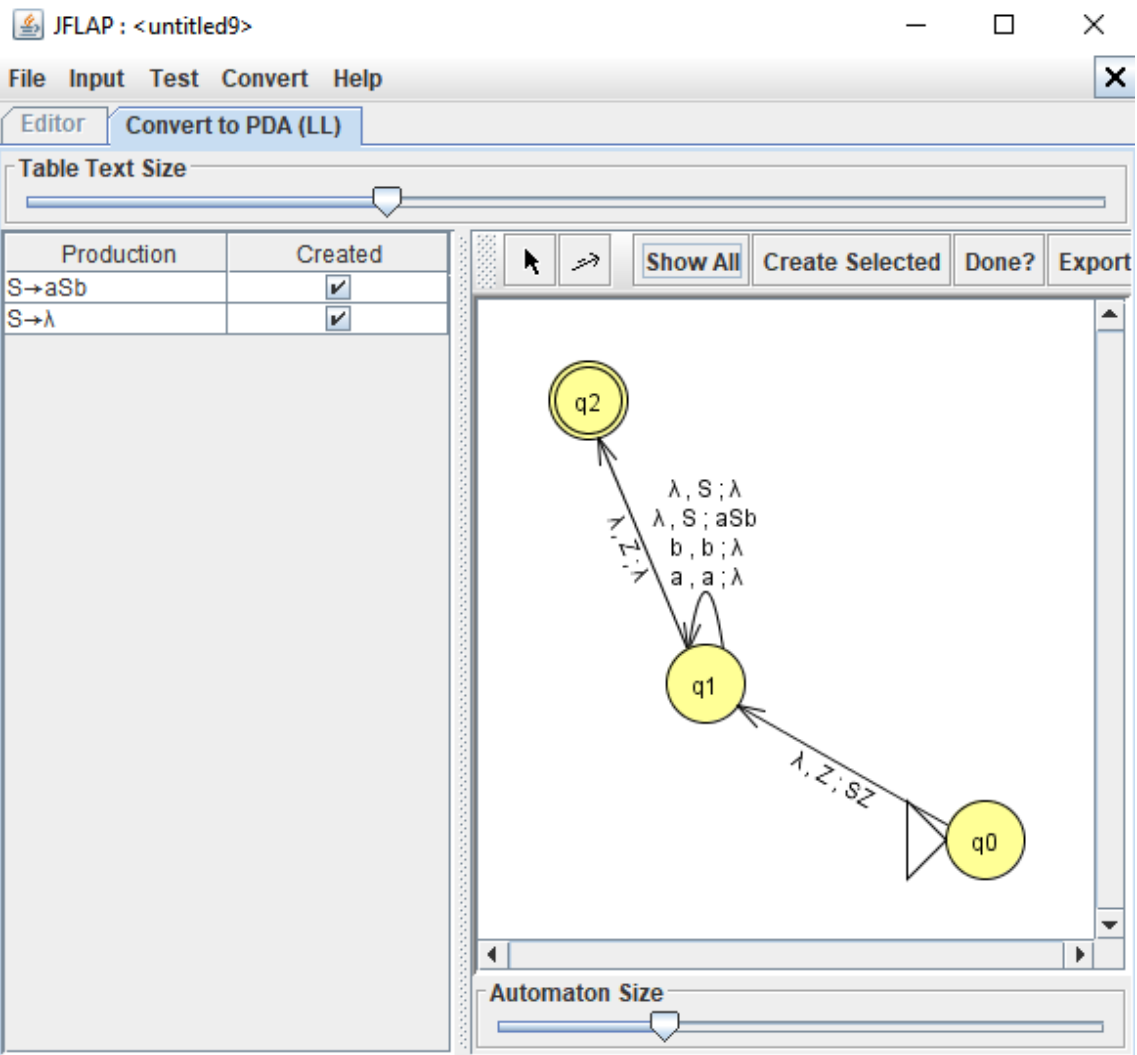 JFLAP : <untitled9>
File Input Test Convert Help
Editor Convert to PDA (LL)
Table Text Size
Production Created
S→aSb
S→λ
Show All Create Selected Done? Export
q2
λ , S ; λ
λ , S ; aSb
b , b ; λ
a , a ; λ
λ , Z ; λ
q1
λ , Z ; SZ
q0
Automaton Size